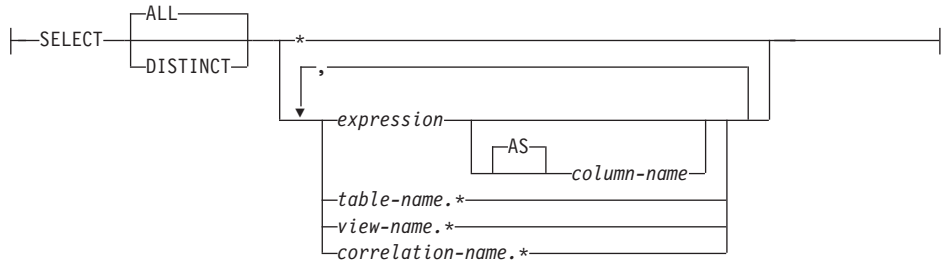 ALL
SELECT *
DISTINCT
,
expression
AS
column-name
table-name.*
view-name.*
correlation-name.*